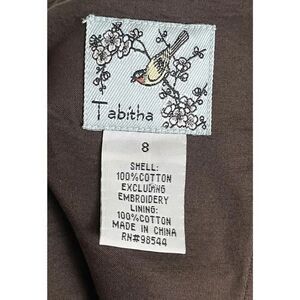 Tabitha
8
SHELL:
100%COTTON
EXCLUDING
EMBROIDERY
LINING:
100%COTTON
MADE IN CHINA
RN#98544